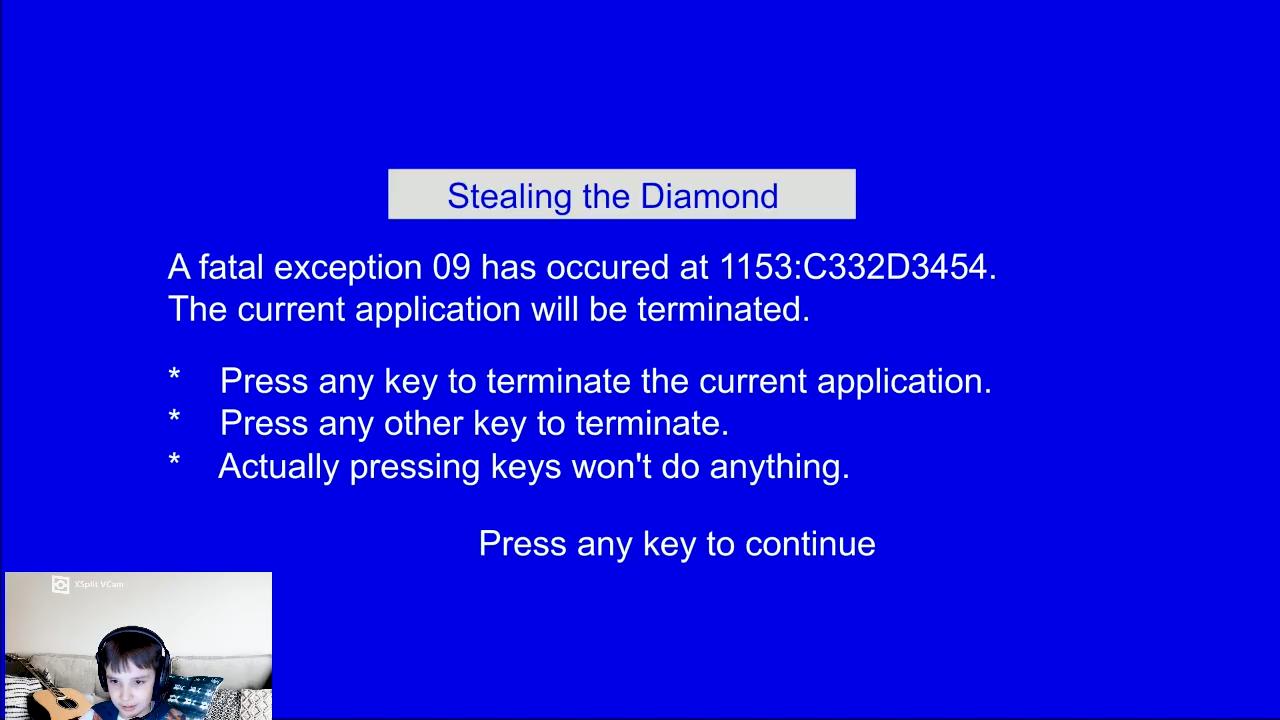 Stealing the Diamond
A fatal exception 09 has occured at 1153:C332D3454.
The current application will be terminated.
* Press any key to terminate the current application.
* Press any other key to terminate.
* Actually pressing keys won't do anything.
Press any key to continue
XSplit VCam